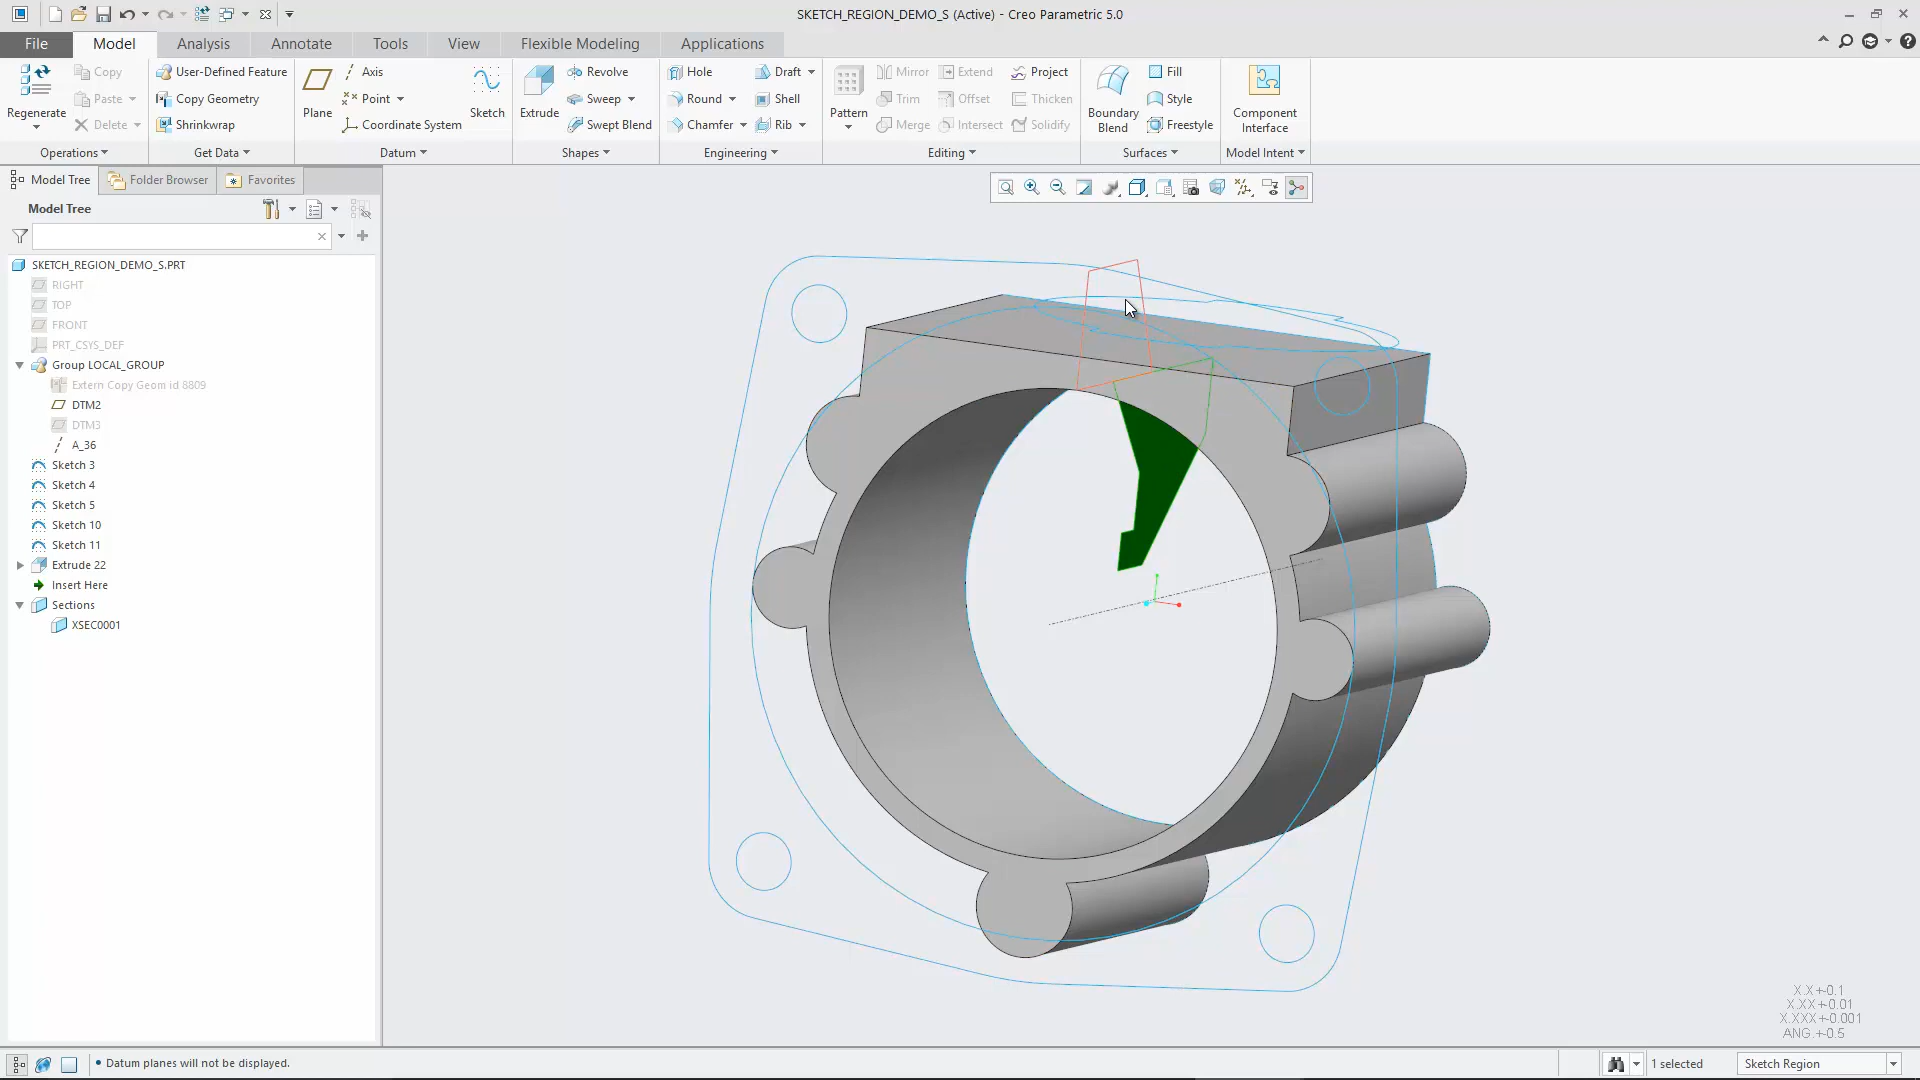 SKETCH_REGION_DEMO_S (Active) - Creo Parametric 5.0
File Model Analysis Annotate Tools View Flexible Modeling Applications
Regenerate
Copy
Paste
Delete
Operations
User-Defined Feature
Copy Geometry
Shrinkwrap
Get Data
Plane
Axis
Point
Coordinate System
Sketch
Datum
Extrude
Revolve
Sweep
Swept Blend
Shapes
Hole
Round
Chamfer
Draft
Shell
Rib
Engineering
Pattern
Mirror
Trim
Merge
Extend
Offset
Intersect
Project
Thicken
Solidify
Editing
Boundary
Blend
Fill
Style
Freestyle
Surfaces
Component
Interface
Model Intent
Model Tree Folder Browser Favorites
Model Tree
SKETCH_REGION_DEMO_S.PRT
RIGHT
TOP
FRONT
PRT_CSYS_DEF
Group LOCAL_GROUP
Extern Copy Geom id 8809
DTM2
DTM3
A_36
Sketch 3
Sketch 4
Sketch 5
Sketch 10
Sketch 11
Extrude 22
Insert Here
Sections
XSEC0001
X.X+-0.1
X.XX+-0.01
X.XXX+-0.001
ANG.+-0.5
• Datum planes will not be displayed.
1 selected
Sketch Region